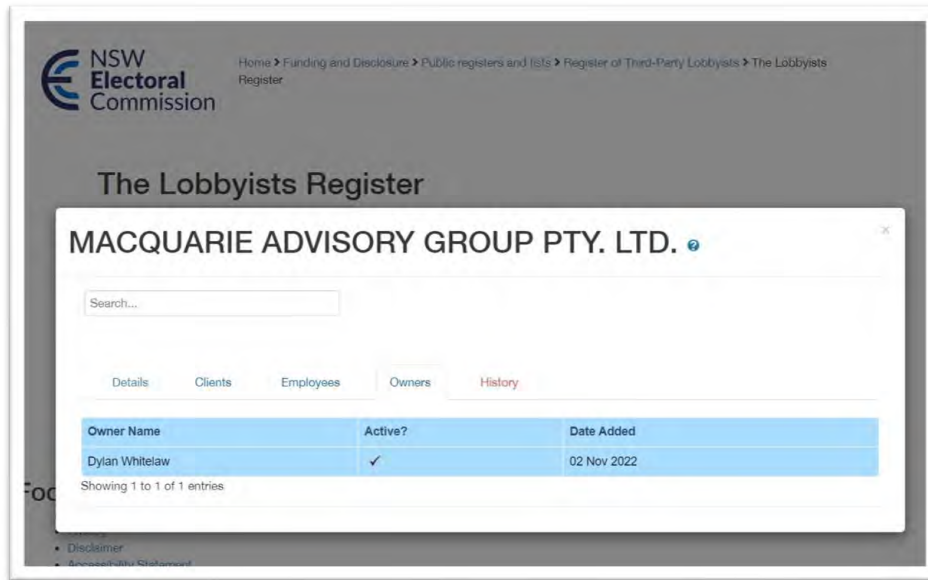 NSW
Electoral
Commission
Home > Funding and Disclosure > Public registers and lists > Register of Third-Party Lobbyists > The Lobbyists
Register
The Lobbyists Register
MACQUARIE ADVISORY GROUP PTY. LTD. ?
×
Search...
Details Clients Employees Owners History
Owner Name Active? Date Added
Dylan Whitelaw ✓ 02 Nov 2022
Showing 1 to 1 of 1 entries
Foo
Disclaimer
Accessibility Statement